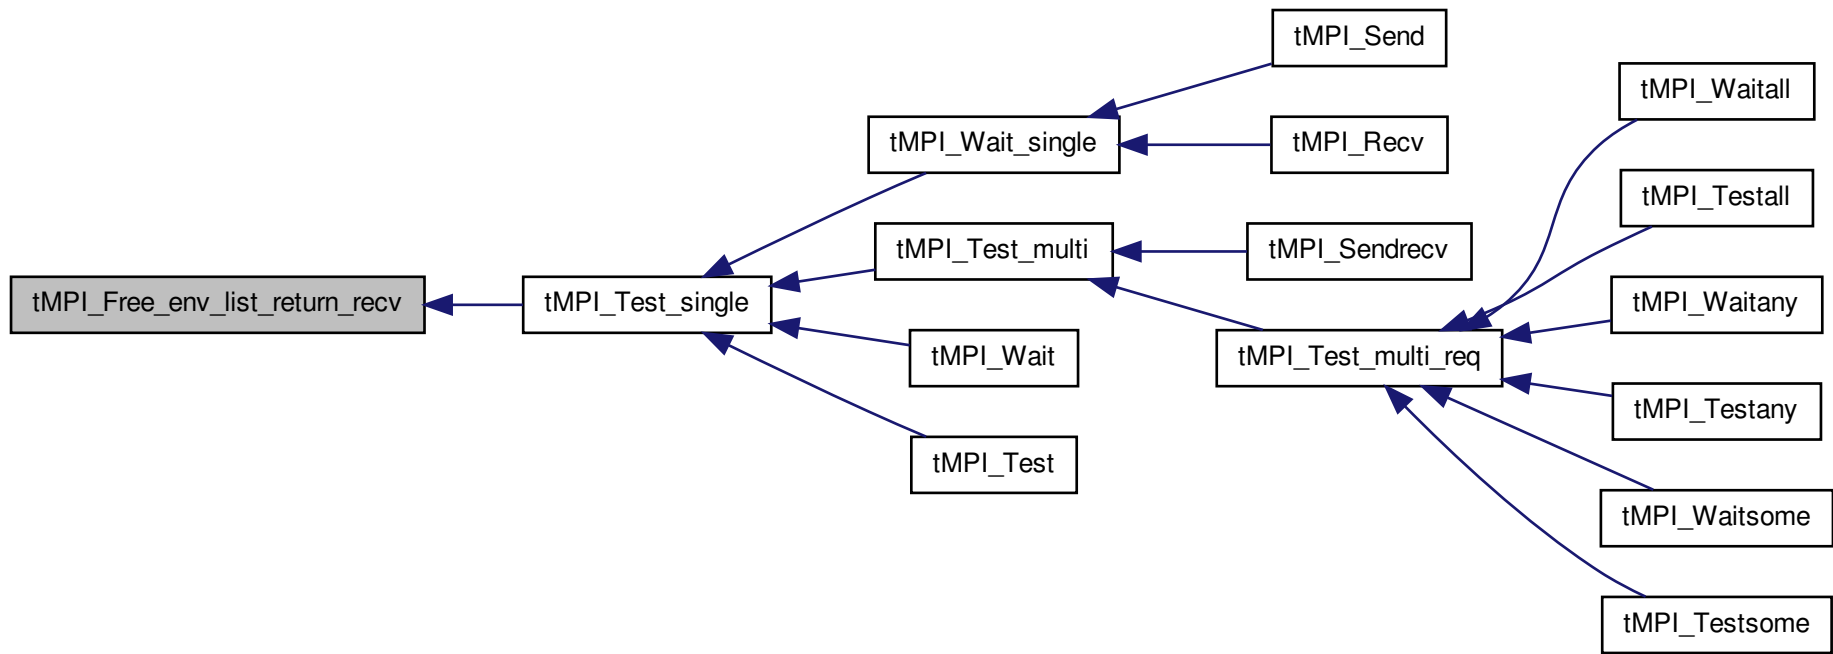 tMPI_Free_env_list_return_recv
tMPI_Test_single
tMPI_Wait_single
tMPI_Test_multi
tMPI_Wait
tMPI_Test
tMPI_Send
tMPI_Recv
tMPI_Sendrecv
tMPI_Test_multi_req
tMPI_Waitall
tMPI_Testall
tMPI_Waitany
tMPI_Testany
tMPI_Waitsome
tMPI_Testsome